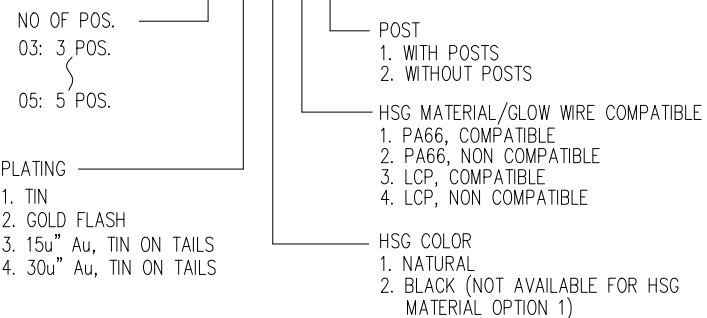 NO OF POS.
03: 3 POS.
05: 5 POS.
PLATING
1. TIN
2. GOLD FLASH
3. 15u" Au, TIN ON TAILS
4. 30u" Au, TIN ON TAILS
POST
1. WITH POSTS
2. WITHOUT POSTS
HSG MATERIAL/GLOW WIRE COMPATIBLE
1. PA66, COMPATIBLE
2. PA66, NON COMPATIBLE
3. LCP, COMPATIBLE
4. LCP, NON COMPATIBLE
HSG COLOR
1. NATURAL
2. BLACK (NOT AVAILABLE FOR HSG
MATERIAL OPTION 1)